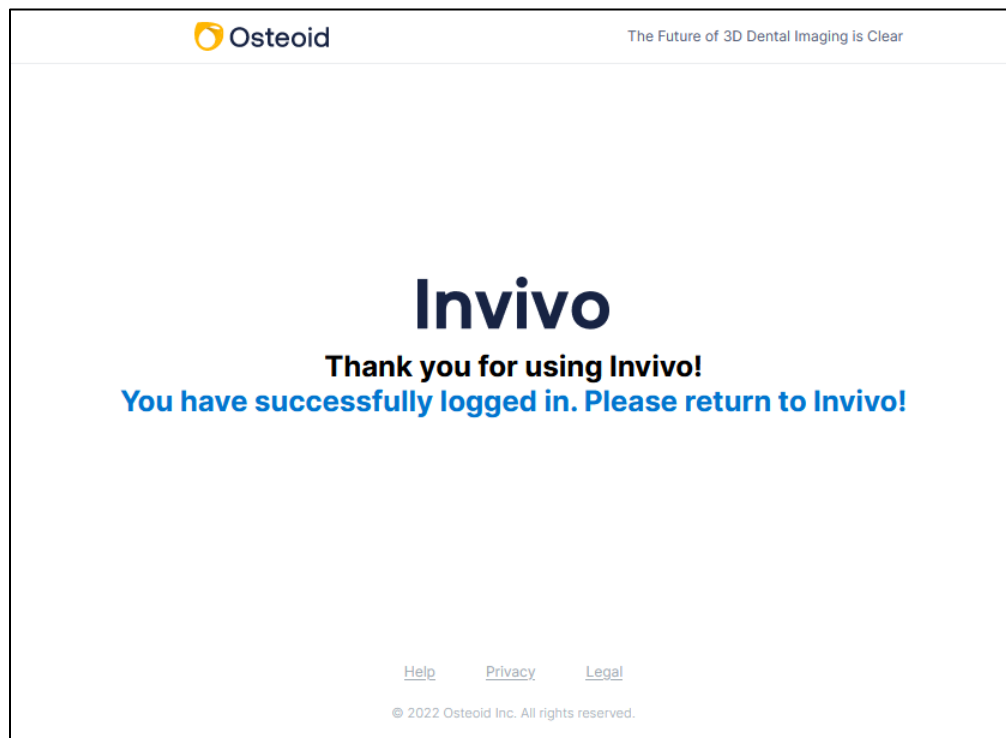 Osteoid
The Future of 3D Dental Imaging is Clear
Invivo
Thank you for using Invivo!
You have successfully logged in. Please return to Invivo!
Help Privacy Legal
© 2022 Osteoid Inc. All rights reserved.